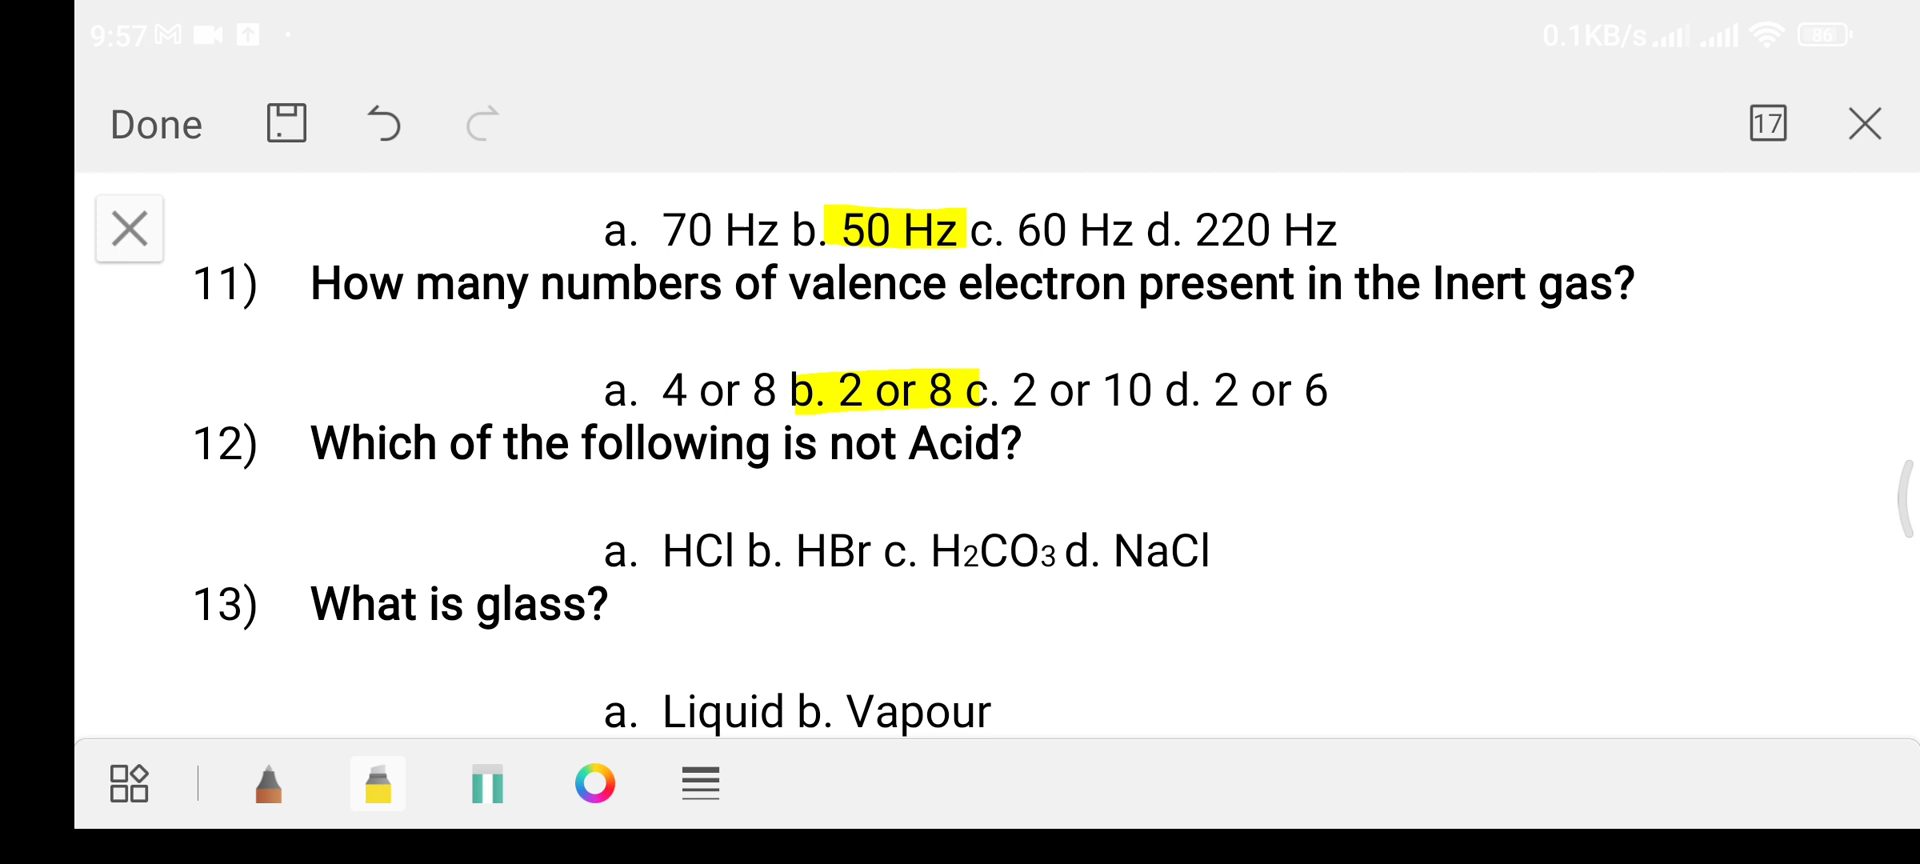 9:57
0.1KB/s 86
Done 17
a. 70 Hz b. 50 Hz c. 60 Hz d. 220 Hz
11) How many numbers of valence electron present in the Inert gas?
a. 4 or 8 b. 2 or 8 c. 2 or 10 d. 2 or 6
12) Which of the following is not Acid?
a. HCl b. HBr c. H2CO3 d. NaCl
13) What is glass?
a. Liquid b. Vapour